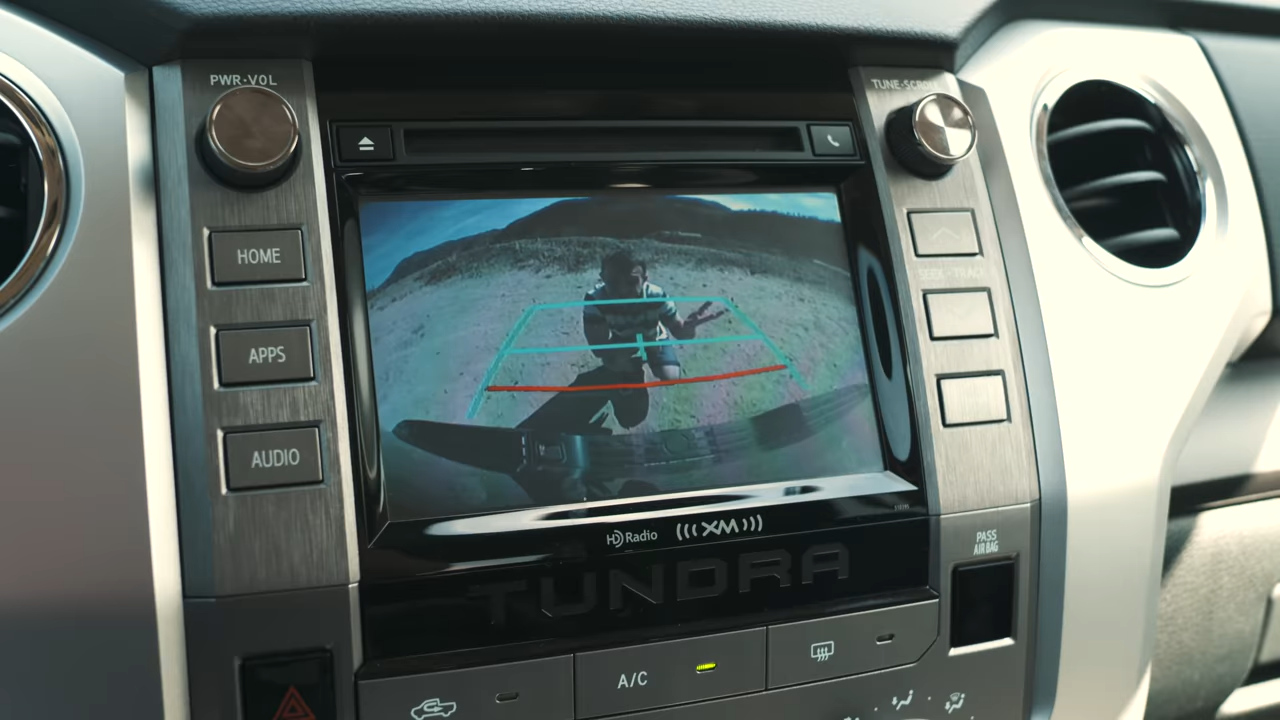 PWR-VOL
TUNE-SCROLL
HOME
APPS
AUDIO
SEEK-TRACK
HD Radio
((( XM )))
TUNDRA
PASS
AIR BAG
A/C